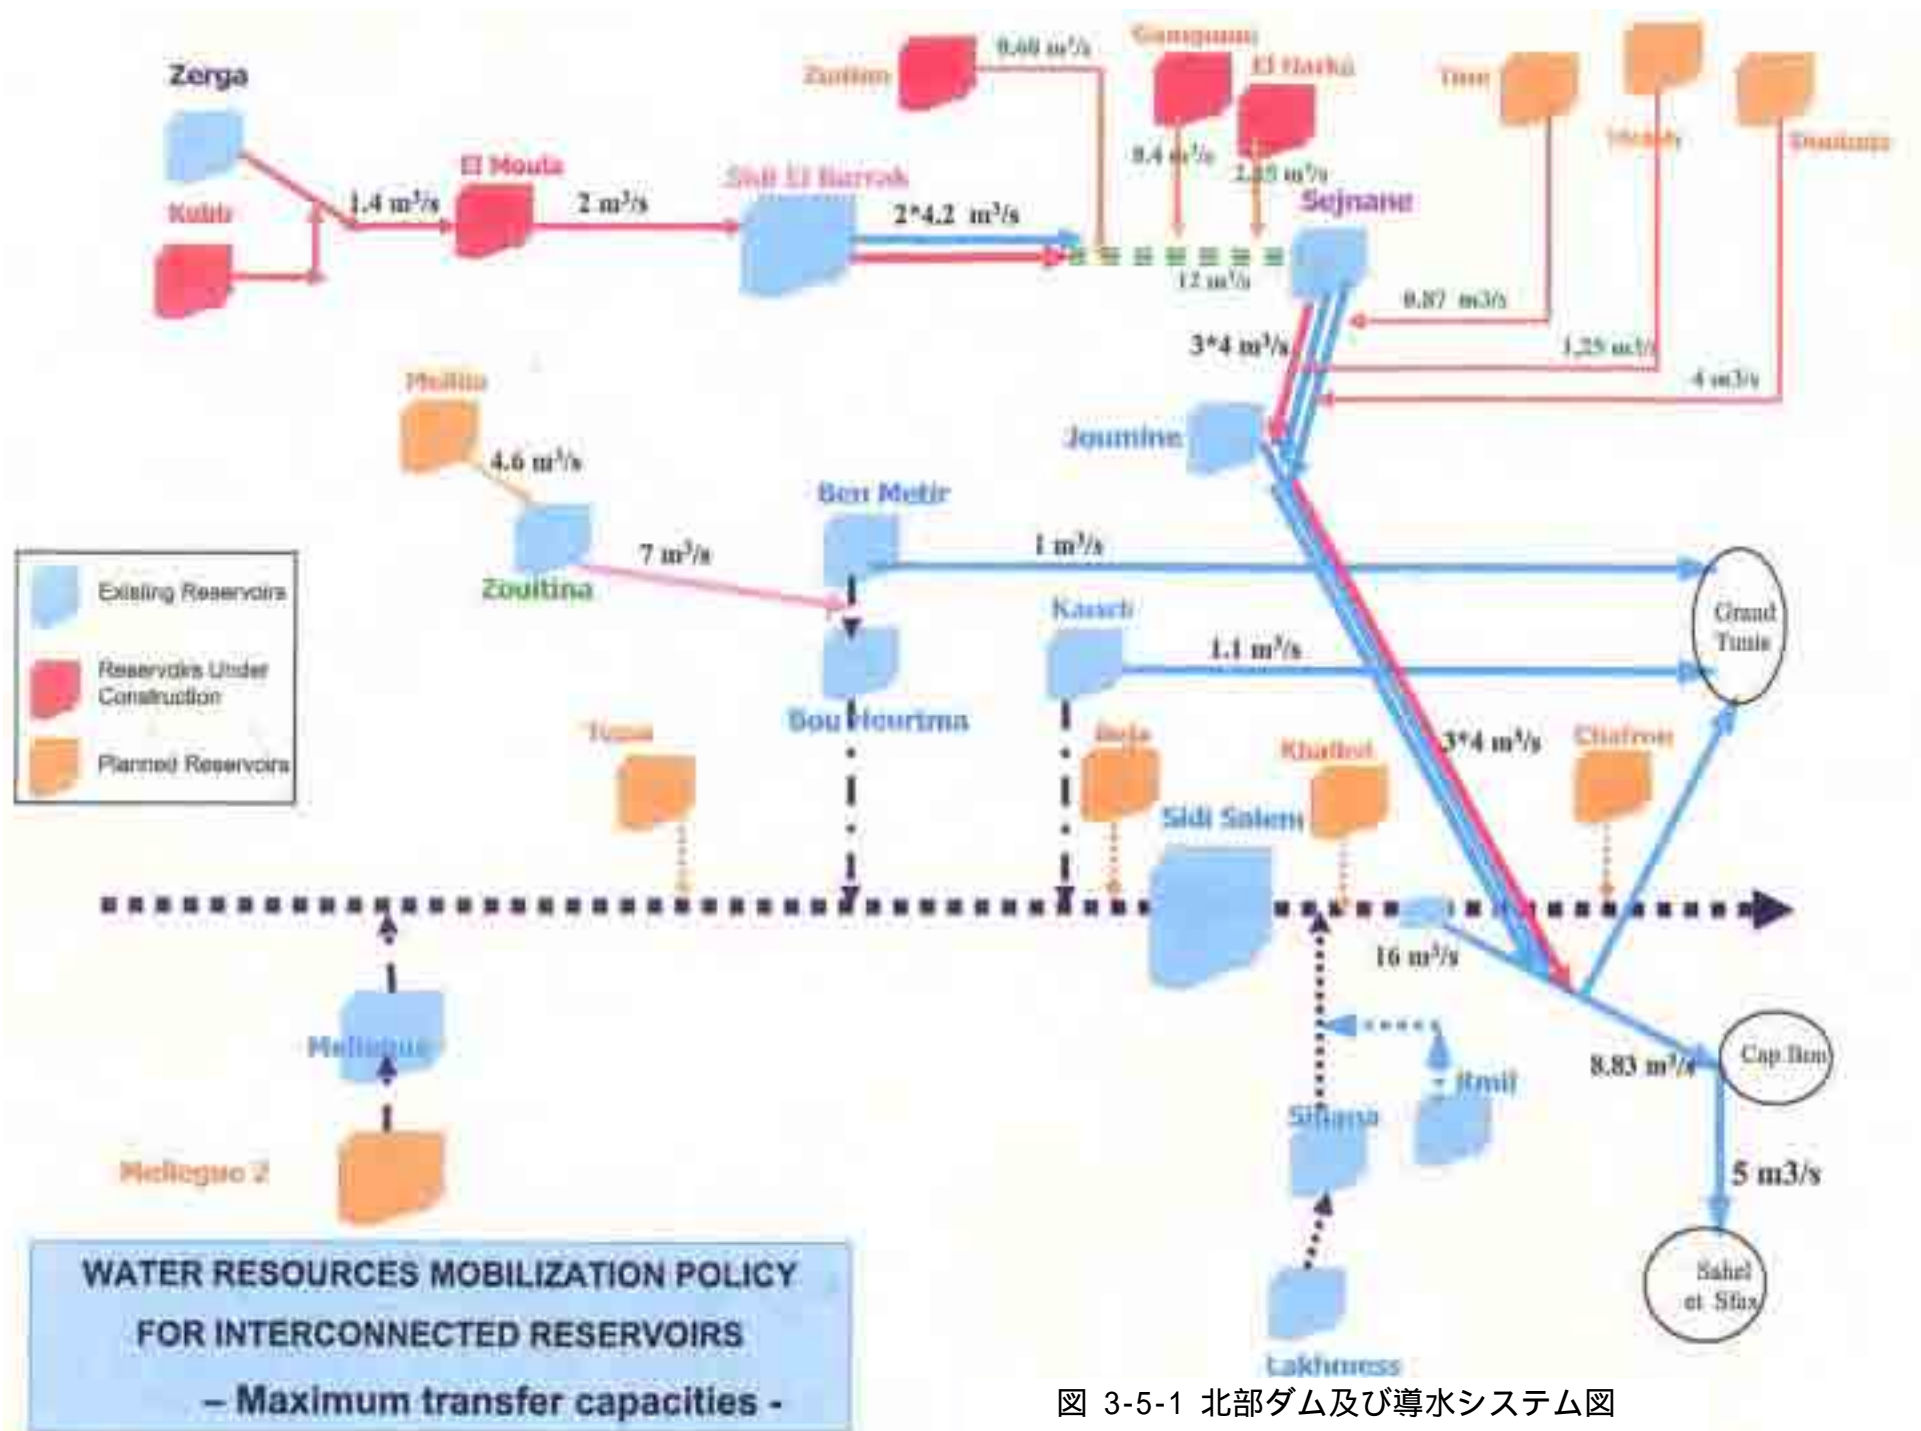 Zerga
El Moula
Sidi El Barrak
Sejnane
1.4 m³/s
2 m³/s
2*4.2 m³/s
12 m³/s
0.87 m3/s
3*4 m³/s
1,25 m3/s
4 m3/s
Joumine
4.6 m³/s
Ben Metir
7 m³/s
1 m³/s
Zouitina
Existing Reservoirs
Reservoirs Under
Construction
Planned Reservoirs
Kasseb
1.1 m³/s
Grand
Tunis
Bou Heurtma
Beja
3*4 m³/s
Sidi Salem
16 m³/s
Mellegue
8.83 m³/s
Cap Bon
Rmil
Siliana
Mellegue 2
5 m3/s
Sahel
et Sfax
Lakhmess
WATER RESOURCES MOBILIZATION POLICY
FOR INTERCONNECTED RESERVOIRS
– Maximum transfer capacities -
図 3-5-1 北部ダム及び導水システム図